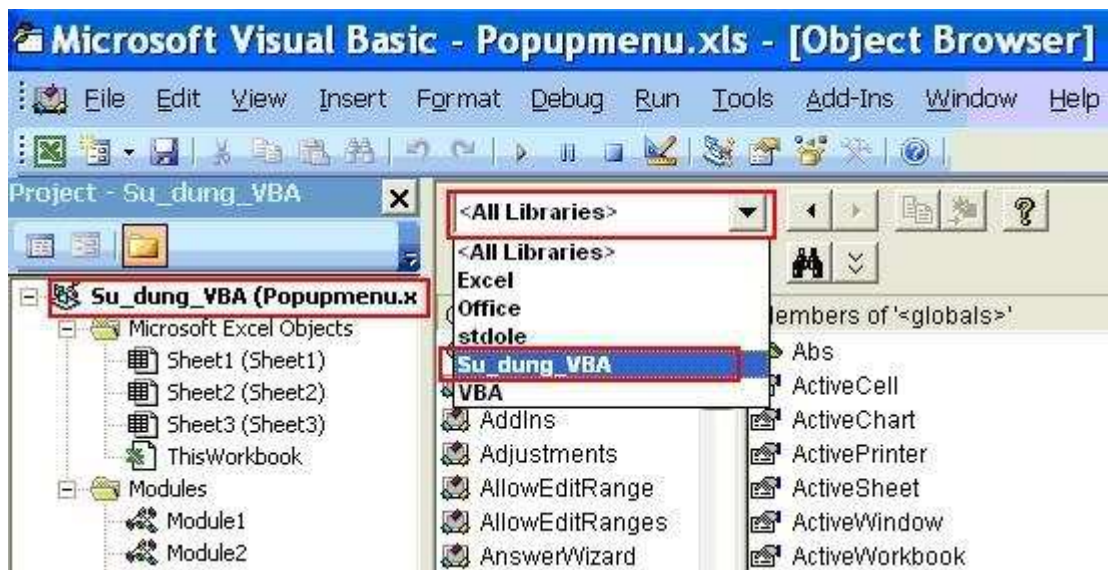 Microsoft Visual Basic - Popupmenu.xls - [Object Browser]
File Edit View Insert Format Debug Run Tools Add-Ins Window Help
Project - Su_dung_VBA
<All Libraries>
<All Libraries>
Excel
Office
stdole
Su_dung_VBA
VBA
Su_dung_VBA (Popupmenu.x
Microsoft Excel Objects
Sheet1 (Sheet1)
Sheet2 (Sheet2)
Sheet3 (Sheet3)
ThisWorkbook
Modules
Module1
Module2
AddIns
Adjustments
AllowEditRange
AllowEditRanges
AnswerWizard
embers of '<globals>'
Abs
ActiveCell
ActiveChart
ActivePrinter
ActiveSheet
ActiveWindow
ActiveWorkbook